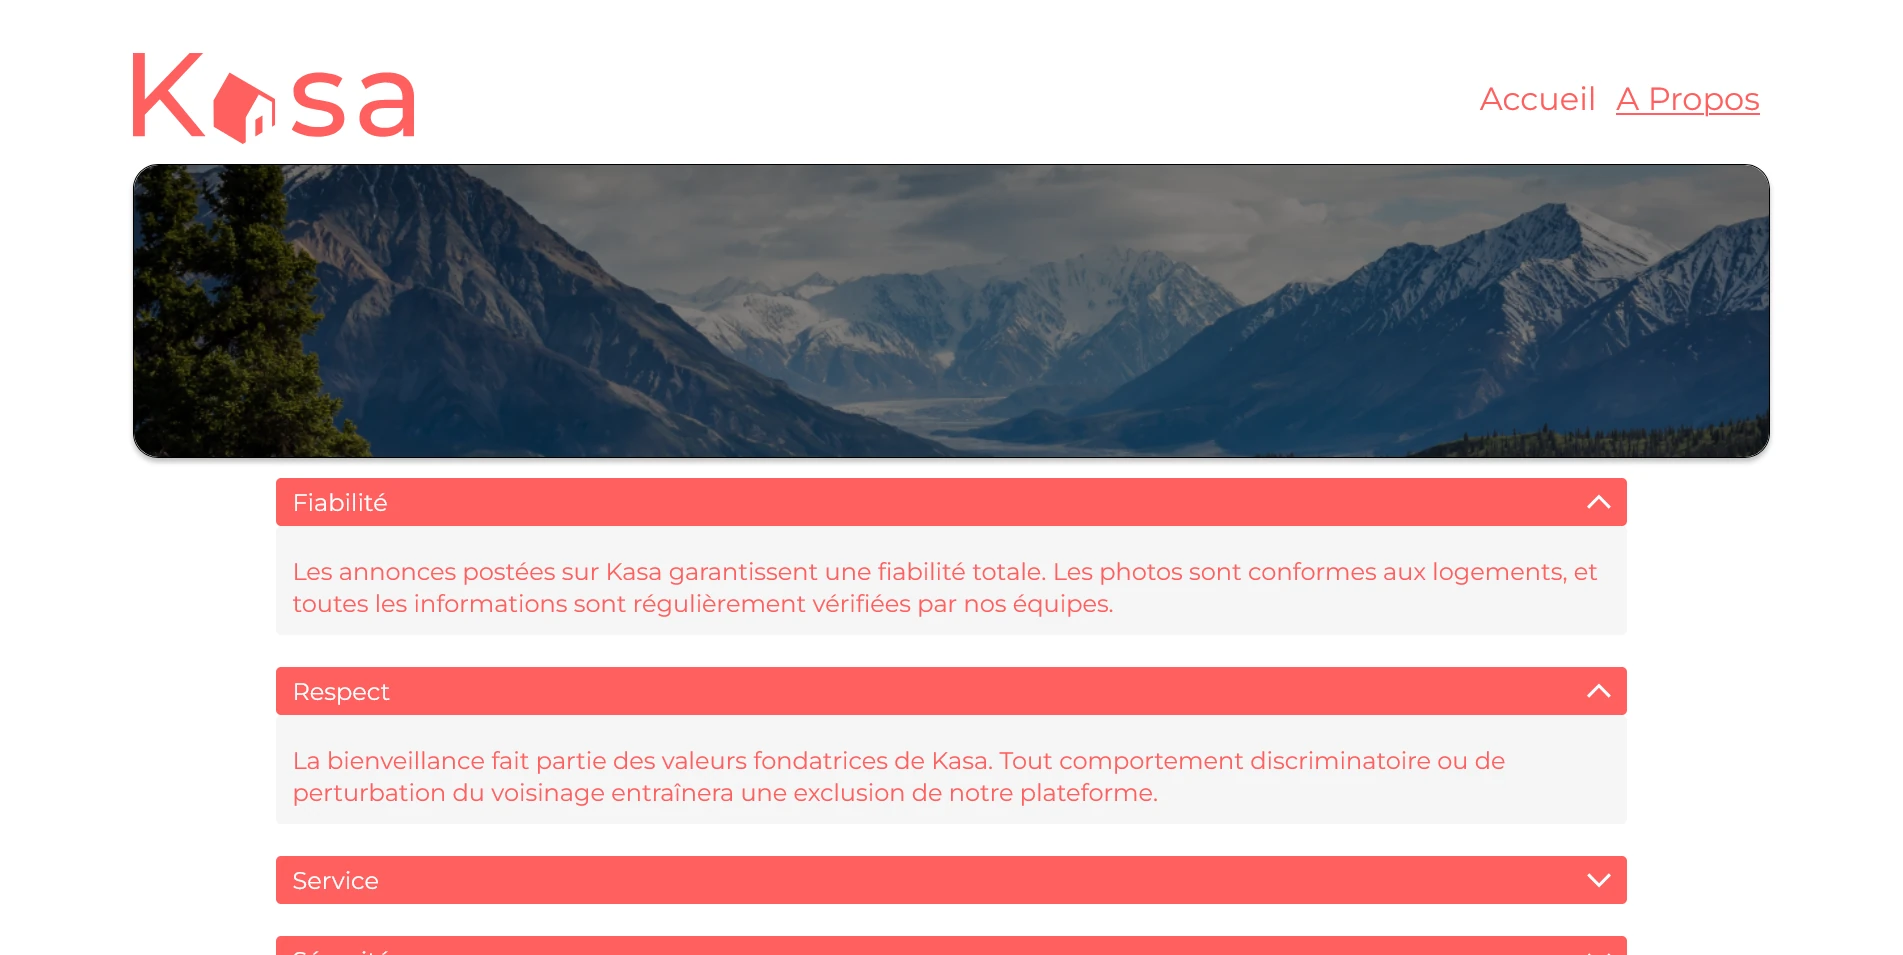 Kasa
Accueil A Propos
Fiabilité
Les annonces postées sur Kasa garantissent une fiabilité totale. Les photos sont conformes aux logements, et
toutes les informations sont régulièrement vérifiées par nos équipes.
Respect
La bienveillance fait partie des valeurs fondatrices de Kasa. Tout comportement discriminatoire ou de
perturbation du voisinage entraînera une exclusion de notre plateforme.
Service